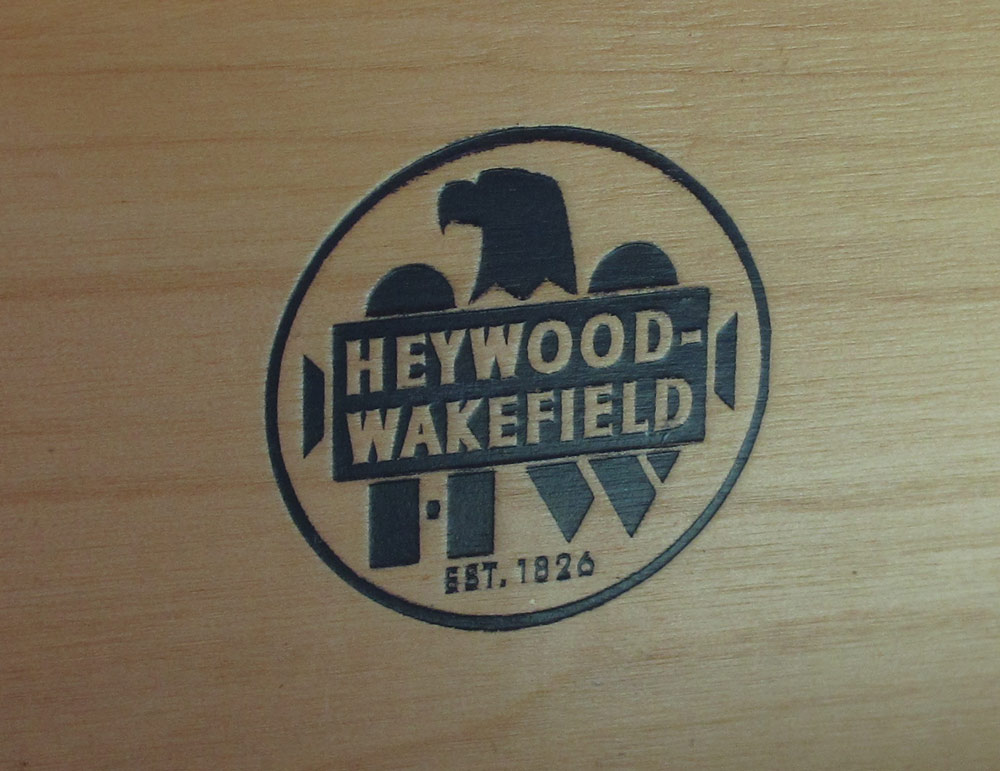 HEYWOOD-
WAKEFIELD
H W
EST. 1826